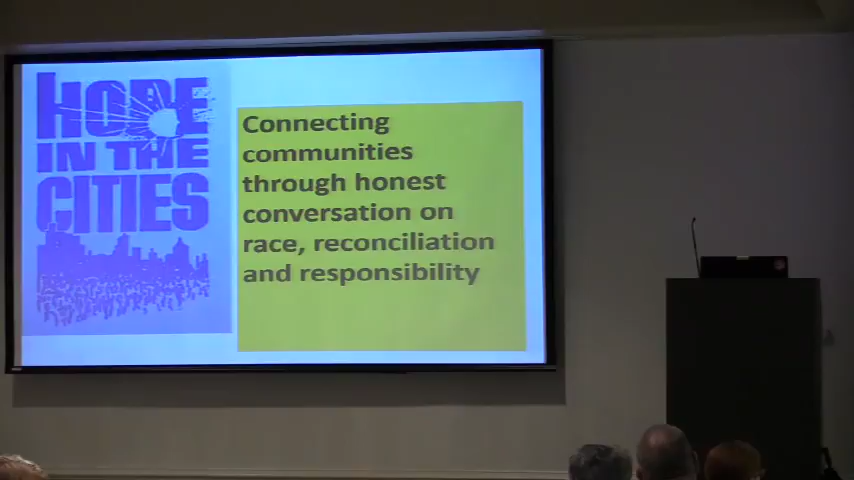 HOPE
IN THE
CITIES
Connecting
communities
through honest
conversation on
race, reconciliation
and responsibility